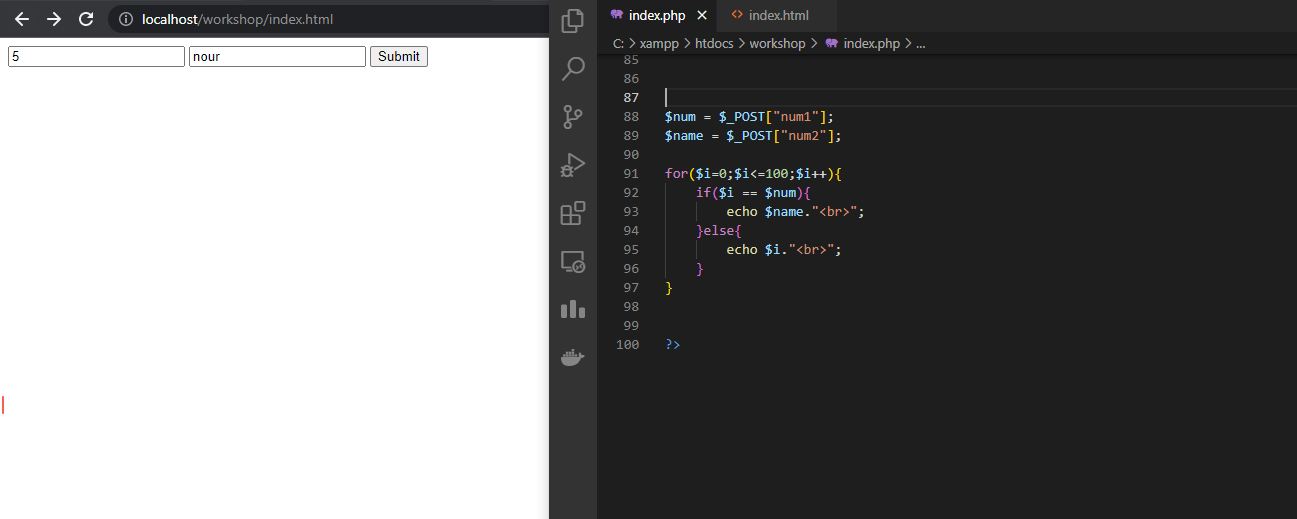 localhost/workshop/index.html
5 nour Submit
index.php index.html
C: > xampp > htdocs > workshop > index.php > ...
85
86
87
88 $num = $_POST["num1"];
89 $name = $_POST["num2"];
90
91 for($i=0;$i<=100;$i++){
92     if($i == $num){
93         echo $name."<br>";
94     }else{
95         echo $i."<br>";
96     }
97 }
98
99
100 ?>